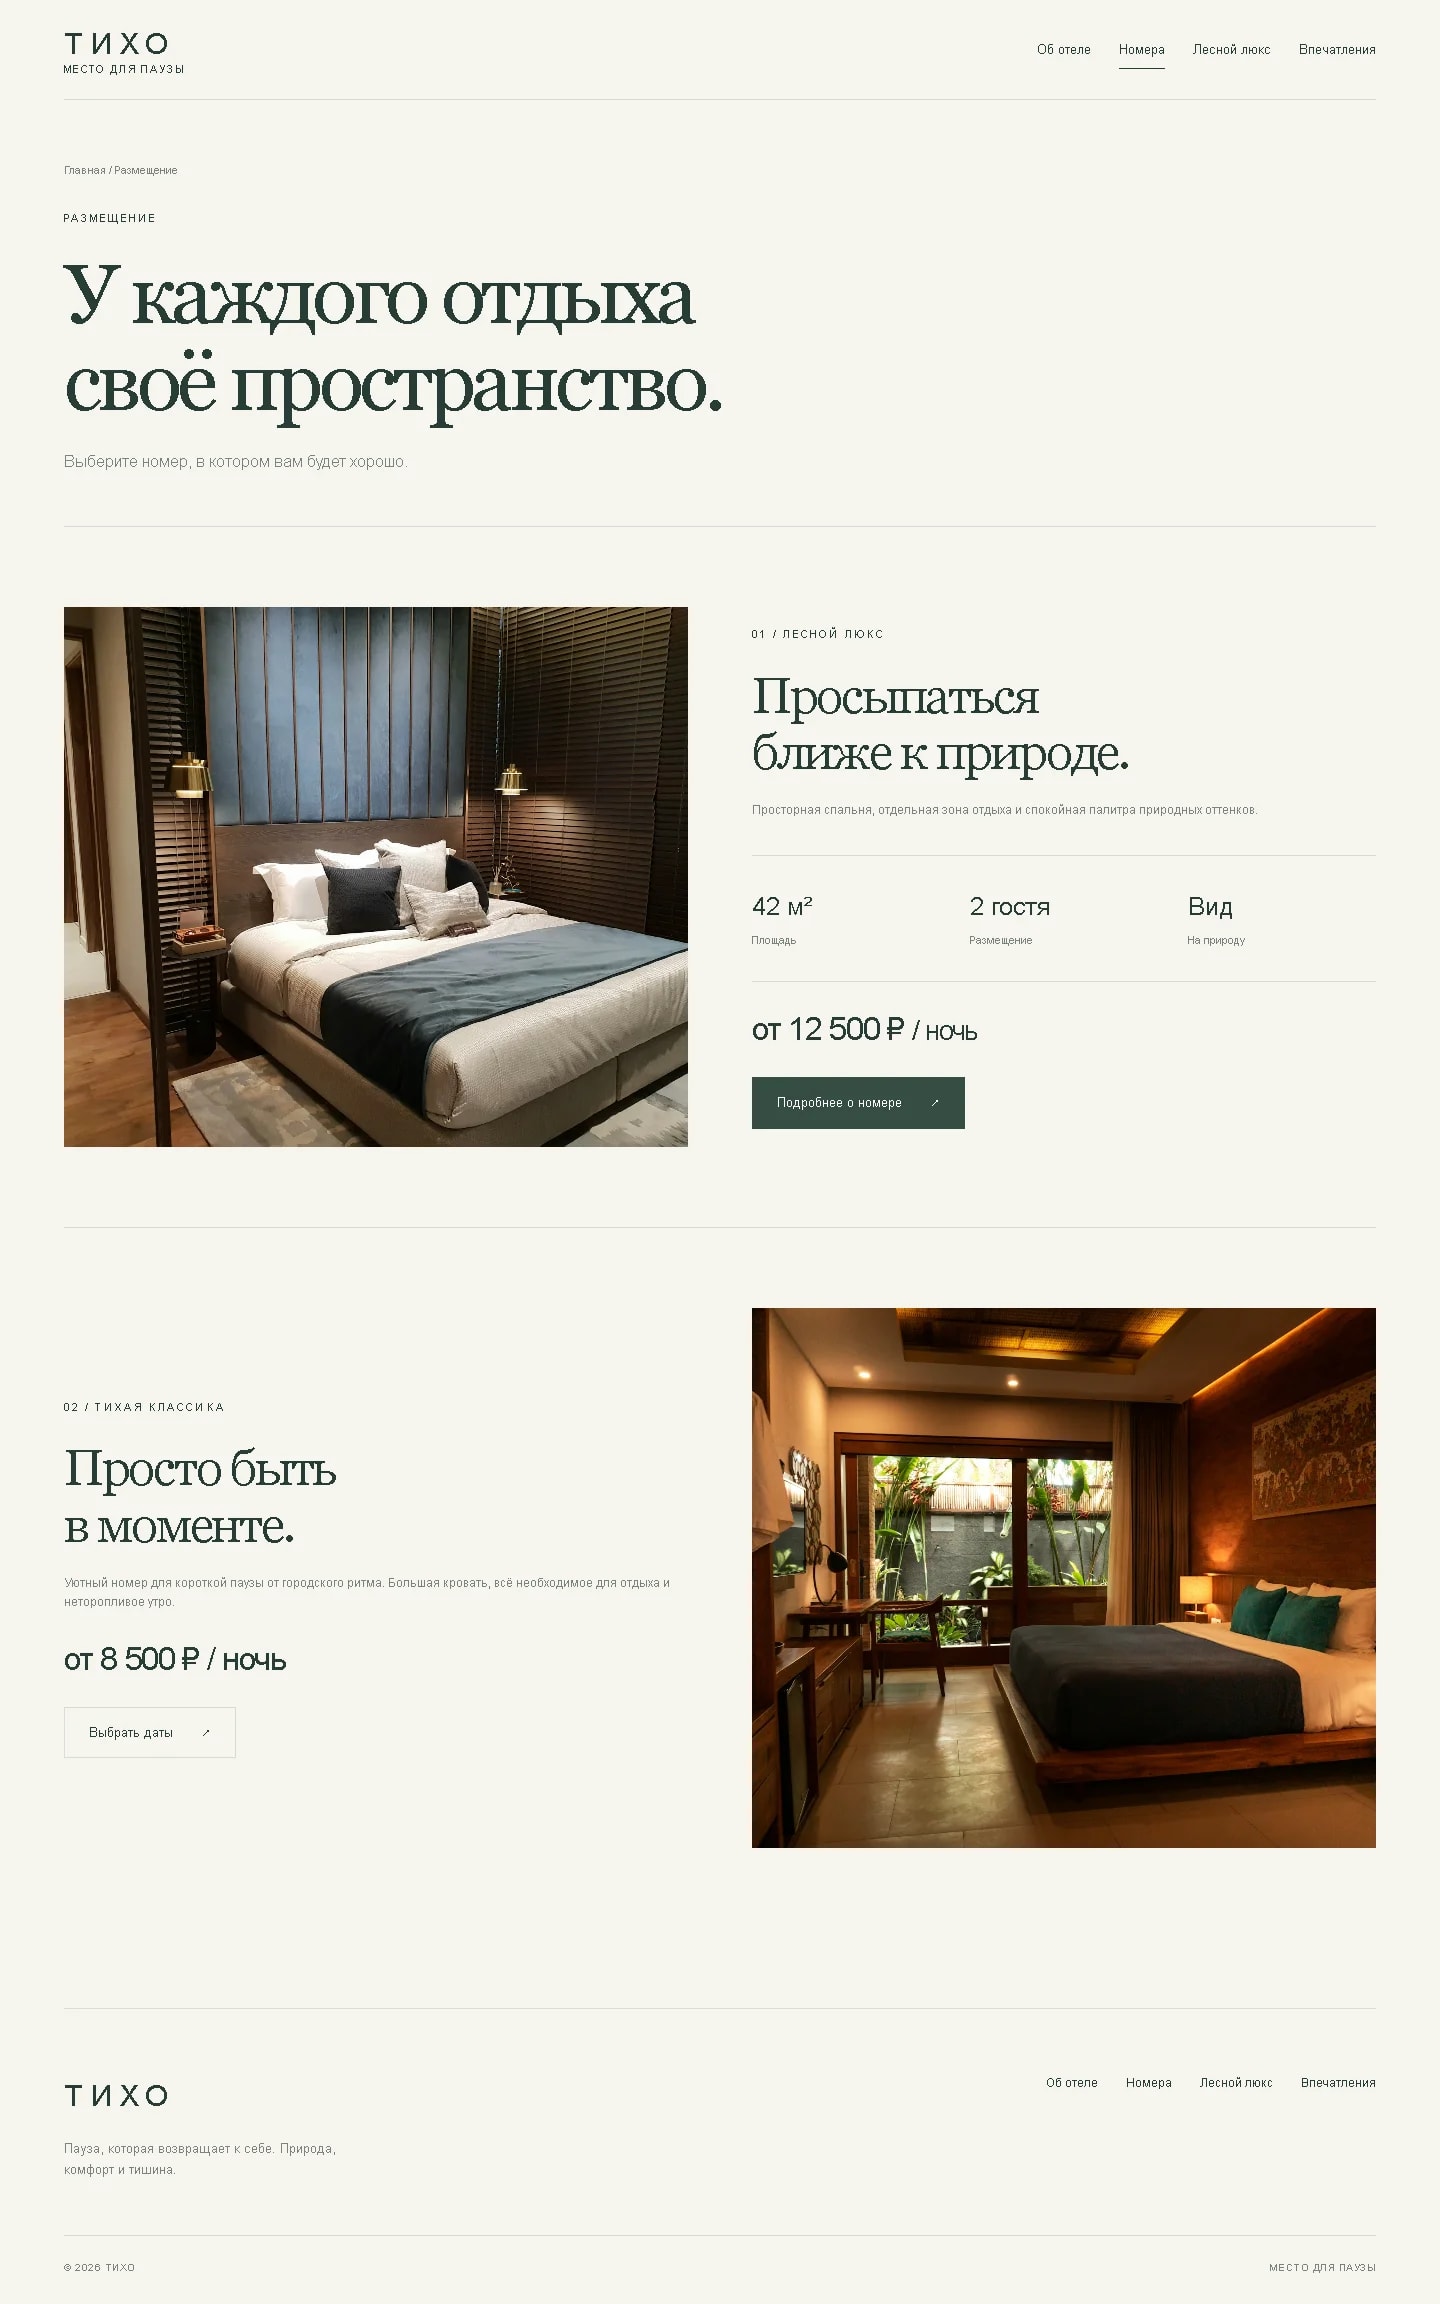 ТИХО
МЕСТО ДЛЯ ПАУЗЫ
Об отеле Номера Лесной люкс Впечатления
Главная / Размещение
РАЗМЕЩЕНИЕ
У каждого отдыха
своё пространство.
Выберите номер, в котором вам будет хорошо.
01 / ЛЕСНОЙ ЛЮКС
Просыпаться
ближе к природе.
Просторная спальня, отдельная зона отдыха и спокойная палитра природных оттенков.
42 м² 2 гостя Вид
Площадь Размещение На природу
от 12 500 ₽ / ночь
Подробнее о номере ↗
02 / ТИХАЯ КЛАССИКА
Просто быть
в моменте.
Уютный номер для короткой паузы от городского ритма. Большая кровать, всё необходимое для отдыха и
неторопливое утро.
от 8 500 ₽ / ночь
Выбрать даты ↗
ТИХО
Об отеле Номера Лесной люкс Впечатления
Пауза, которая возвращает к себе. Природа,
комфорт и тишина.
© 2026 ТИХО МЕСТО ДЛЯ ПАУЗЫ